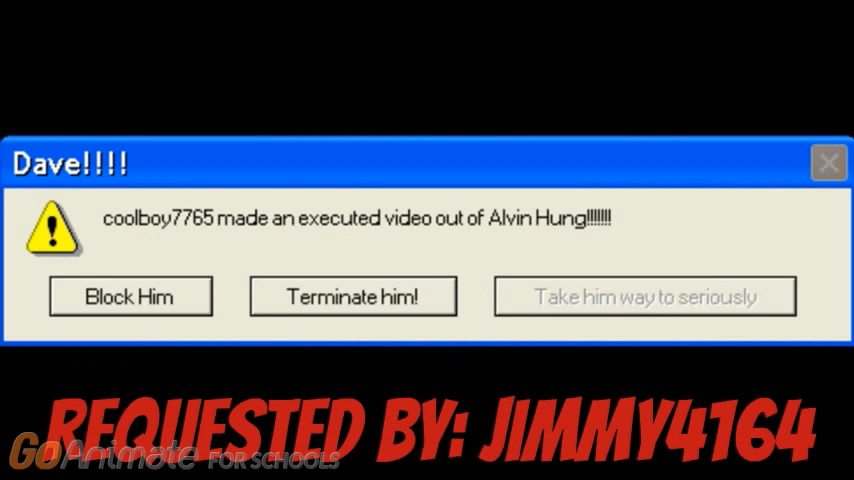 Dave!!!!
coolboy7765 made an executed video out of Alvin Hung!!!!!!!
Block Him
Terminate him!
Take him way to seriously
REQUESTED BY: JIMMY4164
GoAnimate FOR SCHOOLS